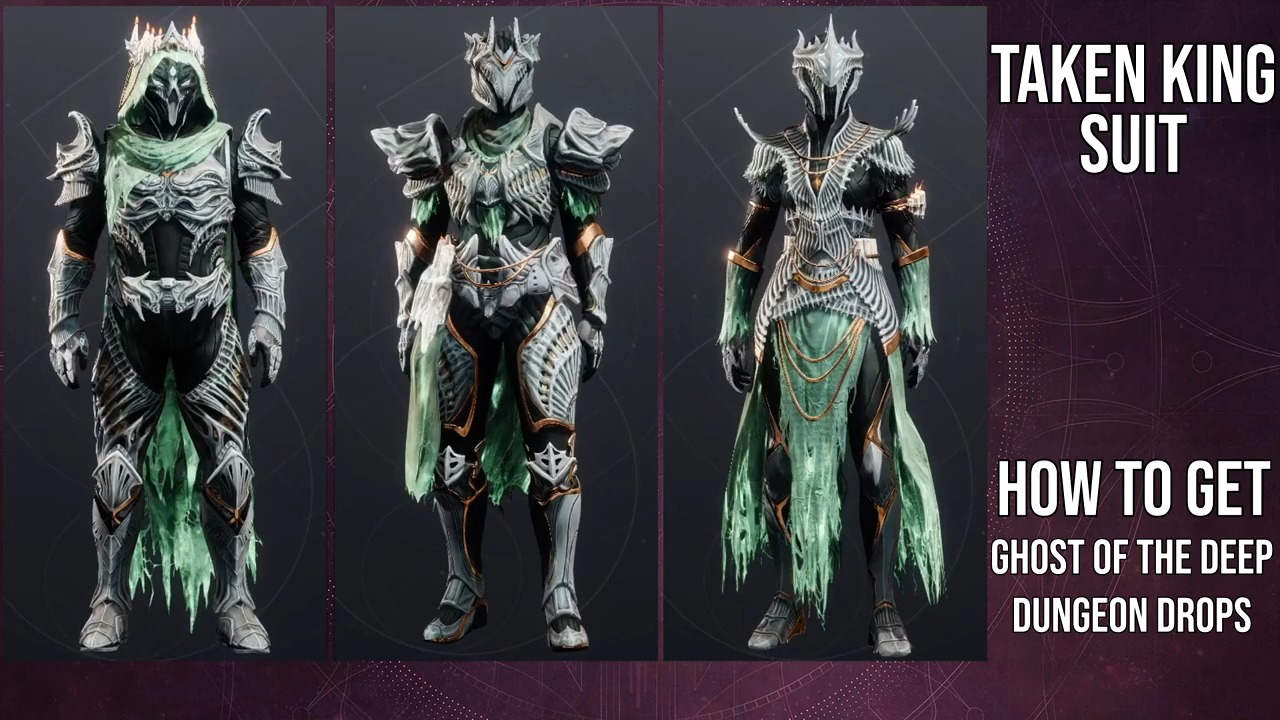 TAKEN KING
SUIT
HOW TO GET
GHOST OF THE DEEP
DUNGEON DROPS